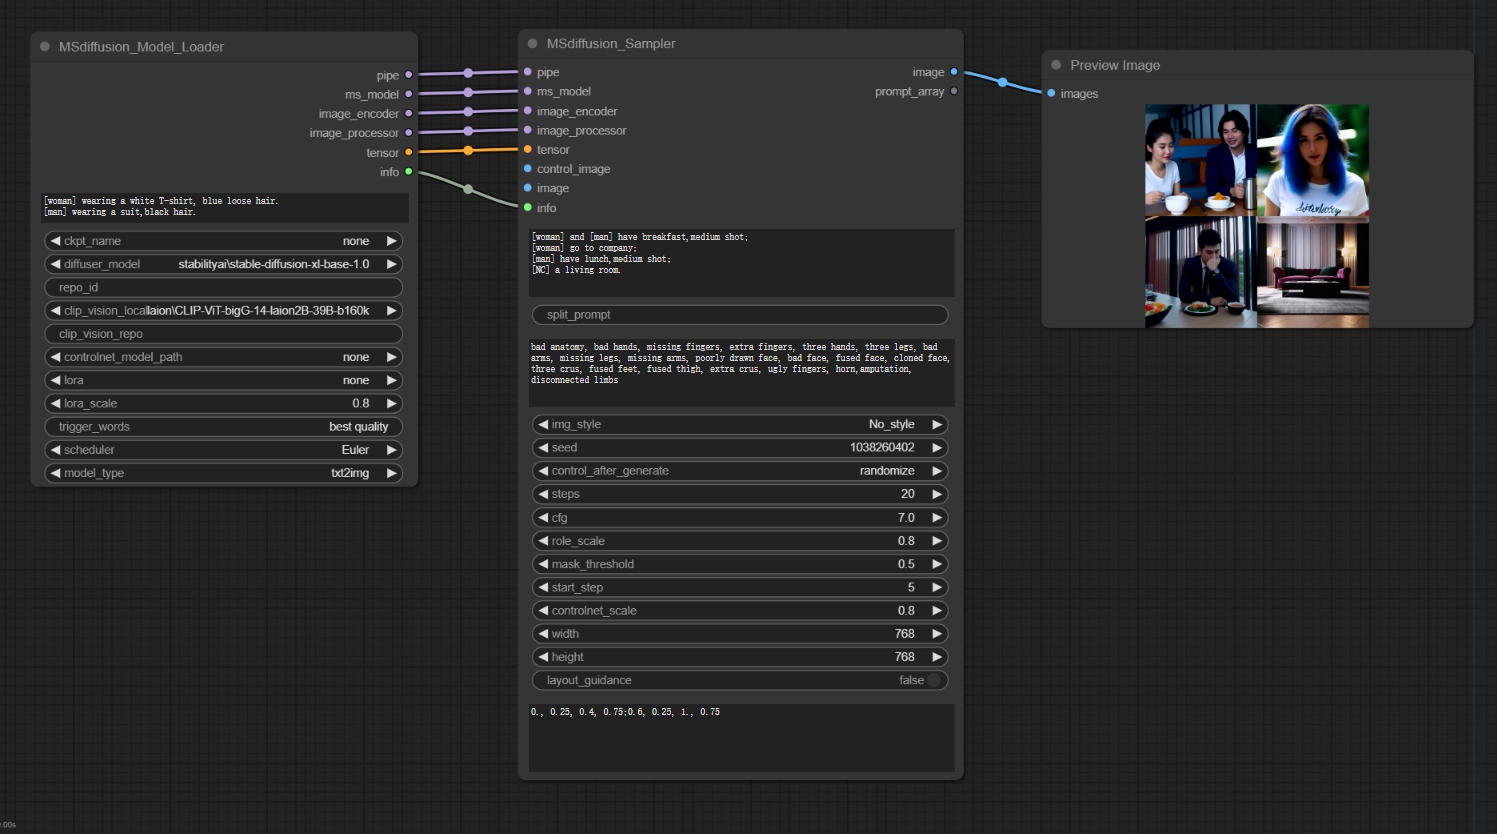 MSdiffusion_Model_Loader
pipe
ms_model
image_encoder
image_processor
tensor
info
[woman] wearing a white T-shirt, blue loose hair.
[man] wearing a suit,black hair.
ckpt_name none
diffuser_model stabilityai\stable-diffusion-xl-base-1.0
repo_id
clip_vision_local laion\CLIP-ViT-bigG-14-laion2B-39B-b160k
clip_vision_repo
controlnet_model_path none
lora none
lora_scale 0.8
trigger_words best quality
scheduler Euler
model_type txt2img
MSdiffusion_Sampler
pipe image
ms_model prompt_array
image_encoder
image_processor
tensor
control_image
image
info
[woman] and [man] have breakfast,medium shot;
[woman] go to company;
[man] have lunch,medium shot;
[NC] a living room.
split_prompt
bad anatomy, bad hands, missing fingers, extra fingers, three hands, three legs, bad
arms, missing legs, missing arms, poorly drawn face, bad face, fused face, cloned face,
three crus, fused feet, fused thigh, extra crus, ugly fingers, horn,amputation,
disconnected limbs
img_style No_style
seed 1038260402
control_after_generate randomize
steps 20
cfg 7.0
role_scale 0.8
mask_threshold 0.5
start_step 5
controlnet_scale 0.8
width 768
height 768
layout_guidance false
0., 0.25, 0.4, 0.75;0.6, 0.25, 1., 0.75
Preview Image
images
.00s